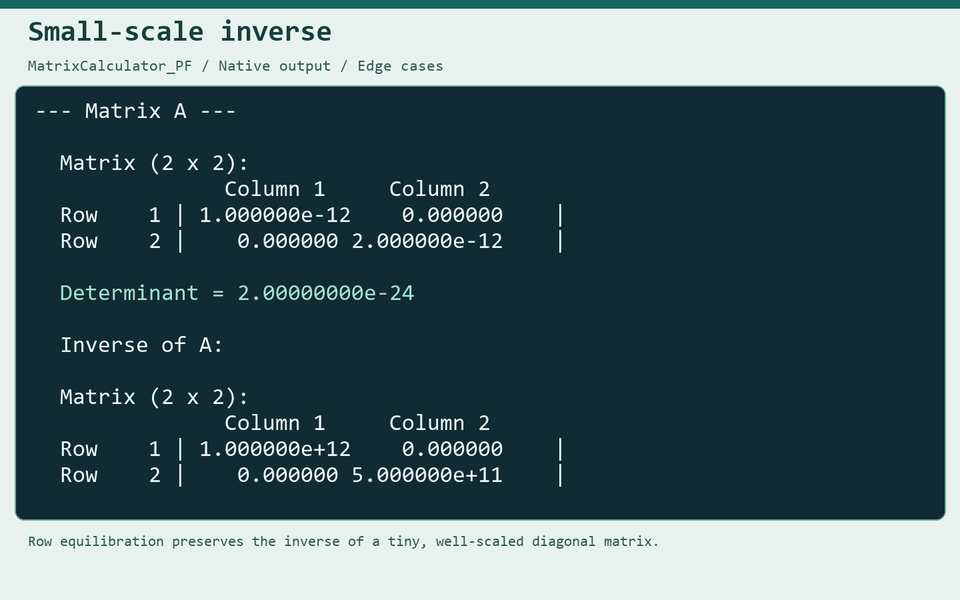 Small-scale inverse
MatrixCalculator_PF / Native output / Edge cases
--- Matrix A ---
Matrix (2 x 2):
Column 1     Column 2
Row    1 | 1.000000e-12    0.000000    |
Row    2 |    0.000000 2.000000e-12    |
Determinant = 2.00000000e-24
Inverse of A:
Matrix (2 x 2):
Column 1     Column 2
Row    1 | 1.000000e+12    0.000000    |
Row    2 |    0.000000 5.000000e+11    |
Row equilibration preserves the inverse of a tiny, well-scaled diagonal matrix.